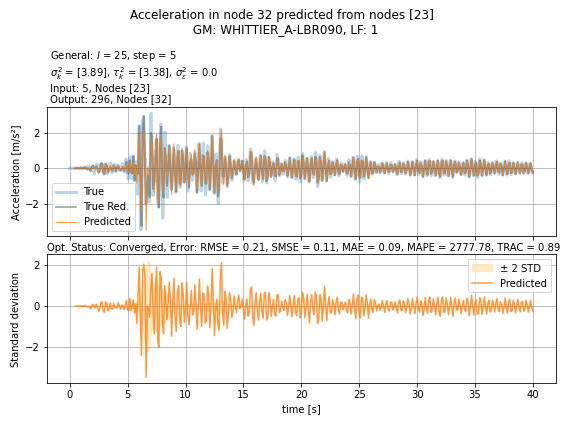 Acceleration in node 32 predicted from nodes [23]
GM: WHITTIER_A-LBR090, LF: 1
General: l = 25, step = 5
σ²ₖ = [3.89], τ²ₖ = [3.38], σ²ε = 0.0
Input: 5, Nodes [23]
Output: 296, Nodes [32]
Acceleration [m/s²]
2
0
−2
True
True Red.
Predicted
Opt. Status: Converged, Error: RMSE = 0.21, SMSE = 0.11, MAE = 0.09, MAPE = 2777.78, TRAC = 0.89
Standard deviation
2
0
−2
± 2 STD
Predicted
0 5 10 15 20 25 30 35 40
time [s]